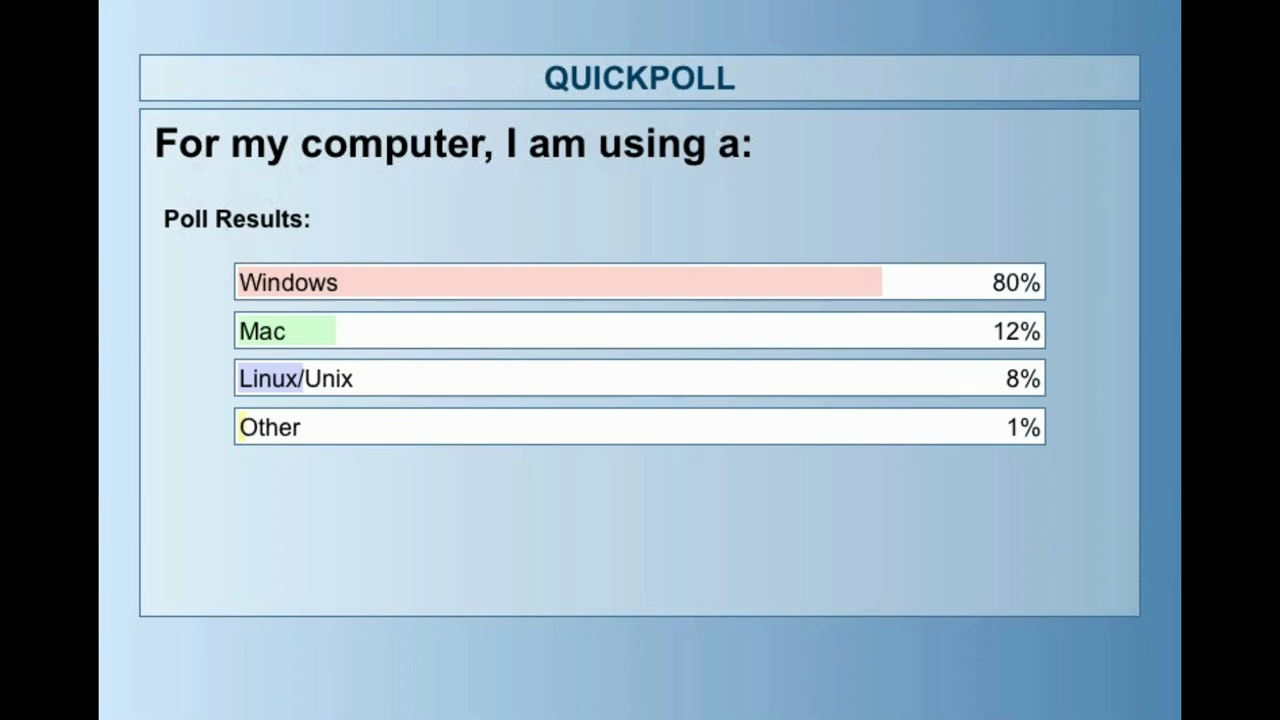 QUICKPOLL
For my computer, I am using a:
Poll Results:
Windows 80%
Mac 12%
Linux/Unix 8%
Other 1%